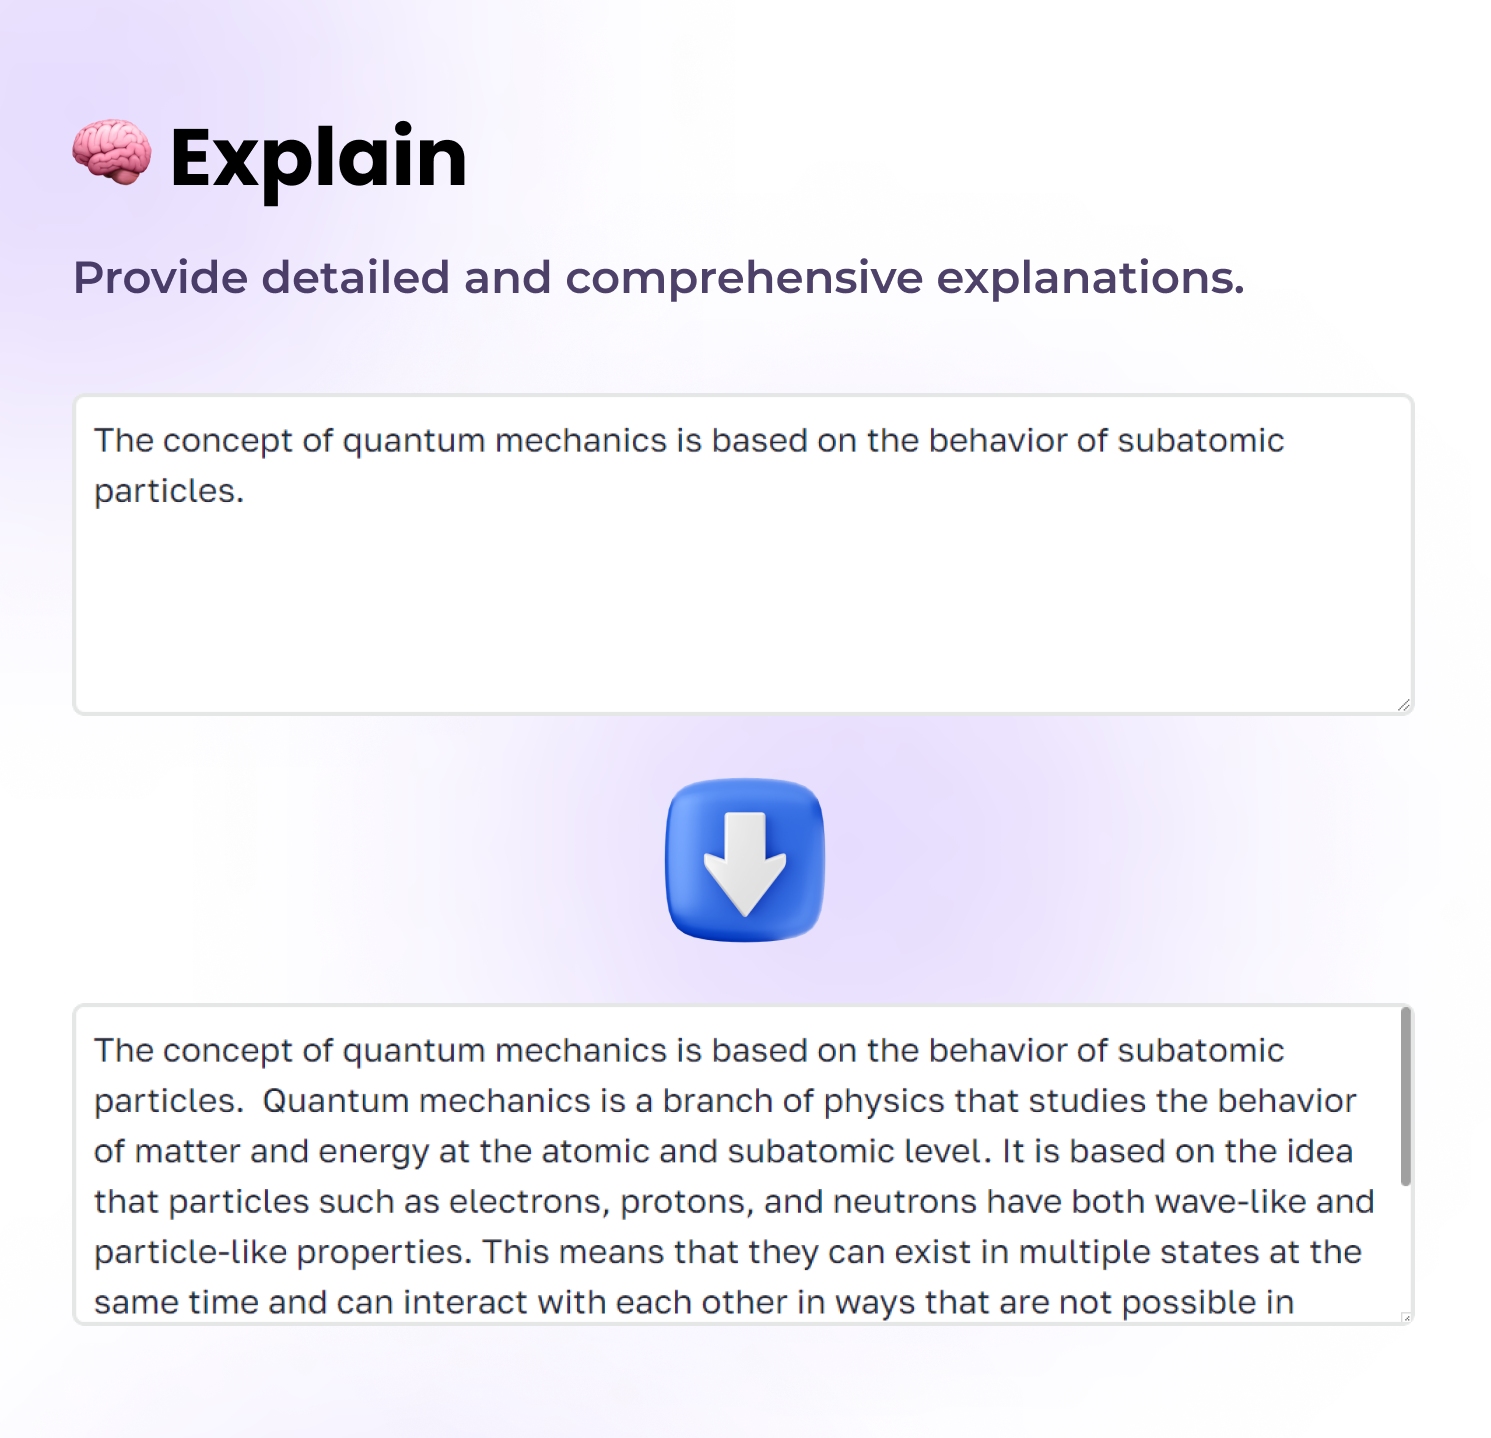 Explain
Provide detailed and comprehensive explanations.
The concept of quantum mechanics is based on the behavior of subatomic
particles.
The concept of quantum mechanics is based on the behavior of subatomic
particles.  Quantum mechanics is a branch of physics that studies the behavior
of matter and energy at the atomic and subatomic level. It is based on the idea
that particles such as electrons, protons, and neutrons have both wave-like and
particle-like properties. This means that they can exist in multiple states at the
same time and can interact with each other in ways that are not possible in